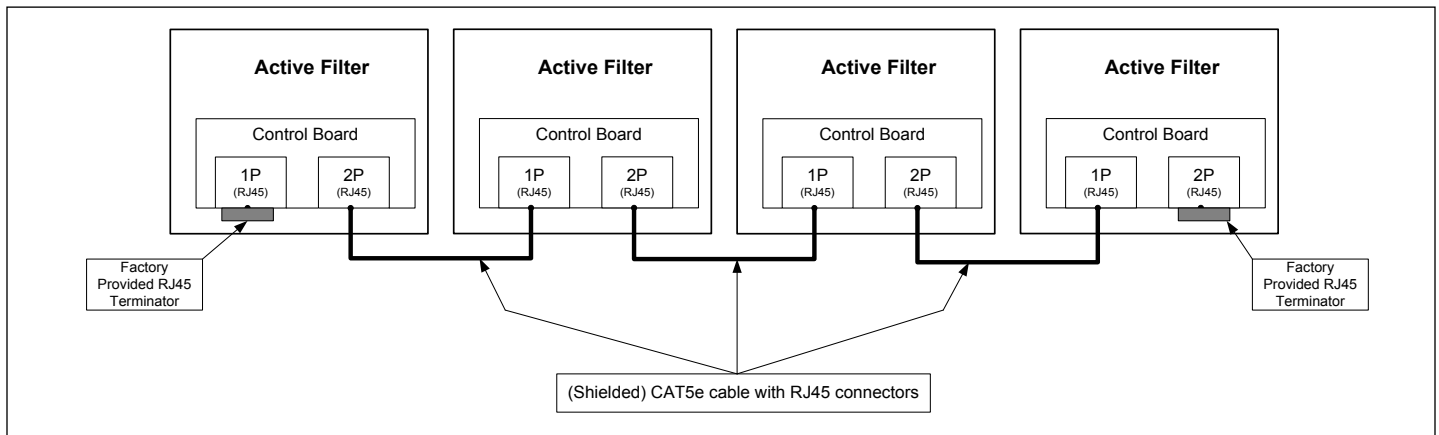 Active Filter
Control Board
1P
(RJ45)
2P
(RJ45)
Active Filter
Control Board
1P
(RJ45)
2P
(RJ45)
Active Filter
Control Board
1P
(RJ45)
2P
(RJ45)
Active Filter
Control Board
1P
(RJ45)
2P
(RJ45)
Factory
Provided RJ45
Terminator
Factory
Provided RJ45
Terminator
(Shielded) CAT5e cable with RJ45 connectors